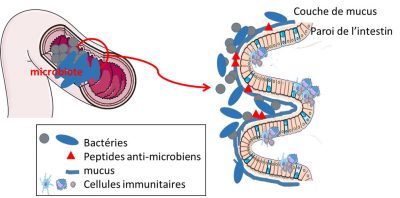 Couche de mucus
Paroi de l'intestin
microbiote
Bactéries
Peptides anti-microbiens
mucus
Cellules immunitaires